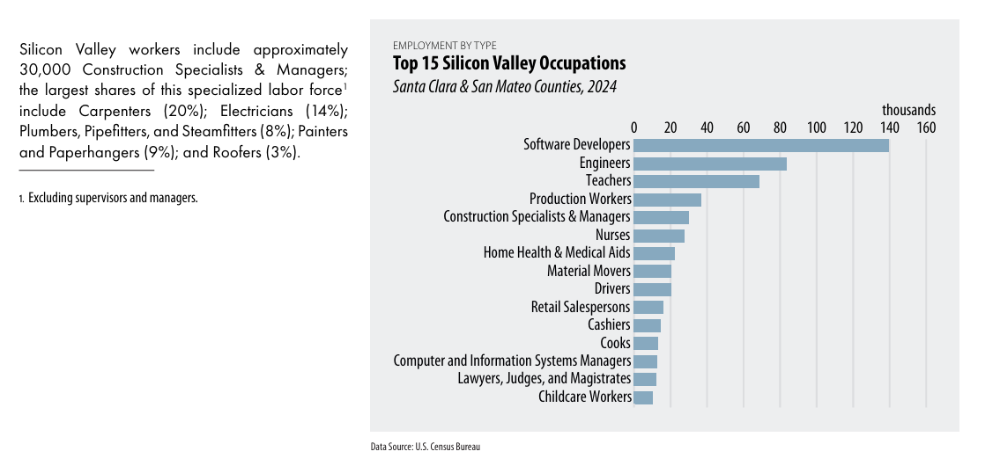 Silicon Valley workers include approximately
30,000 Construction Specialists & Managers;
the largest shares of this specialized labor force1
include Carpenters (20%); Electricians (14%);
Plumbers, Pipefitters, and Steamfitters (8%); Painters
and Paperhangers (9%); and Roofers (3%).
1. Excluding supervisors and managers.
EMPLOYMENT BY TYPE
Top 15 Silicon Valley Occupations
Santa Clara & San Mateo Counties, 2024
thousands
0 20 40 60 80 100 120 140 160
Software Developers
Engineers
Teachers
Production Workers
Construction Specialists & Managers
Nurses
Home Health & Medical Aids
Material Movers
Drivers
Retail Salespersons
Cashiers
Cooks
Computer and Information Systems Managers
Lawyers, Judges, and Magistrates
Childcare Workers
Data Source: U.S. Census Bureau